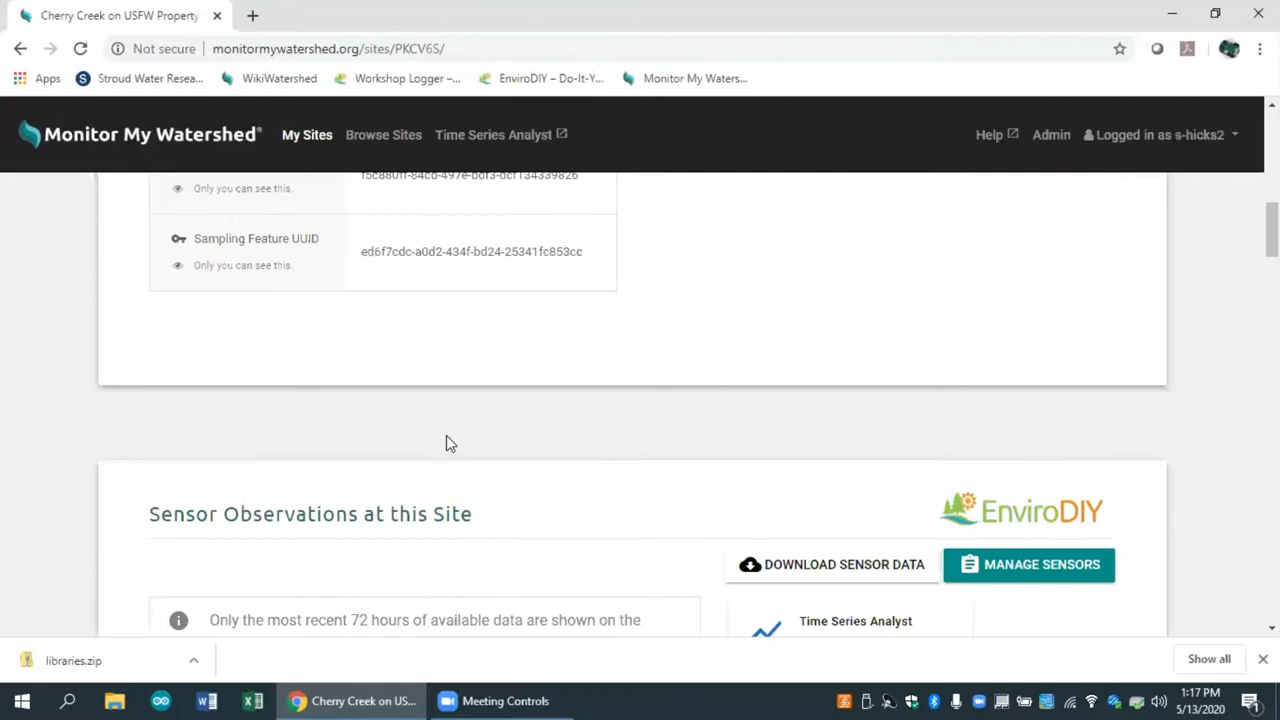 Cherry Creek on USFW Property
Not secure monitormywatershed.org/sites/PKCV6S/
Apps Stroud Water Resea... WikiWatershed Workshop Logger –... EnviroDIY – Do-It-Y... Monitor My Waters...
Monitor My Watershed® My Sites Browse Sites Time Series Analyst Help Admin Logged in as s-hicks2
f5c880ff-84cd-497e-bdf3-dcf134339826
Only you can see this.
Sampling Feature UUID
ed6f7cdc-a0d2-434f-bd24-25341fc853cc
Only you can see this.
Sensor Observations at this Site
EnviroDIY
DOWNLOAD SENSOR DATA MANAGE SENSORS
Only the most recent 72 hours of available data are shown on the
Time Series Analyst
libraries.zip Show all
Cherry Creek on US... Meeting Controls 1:17 PM
5/13/2020